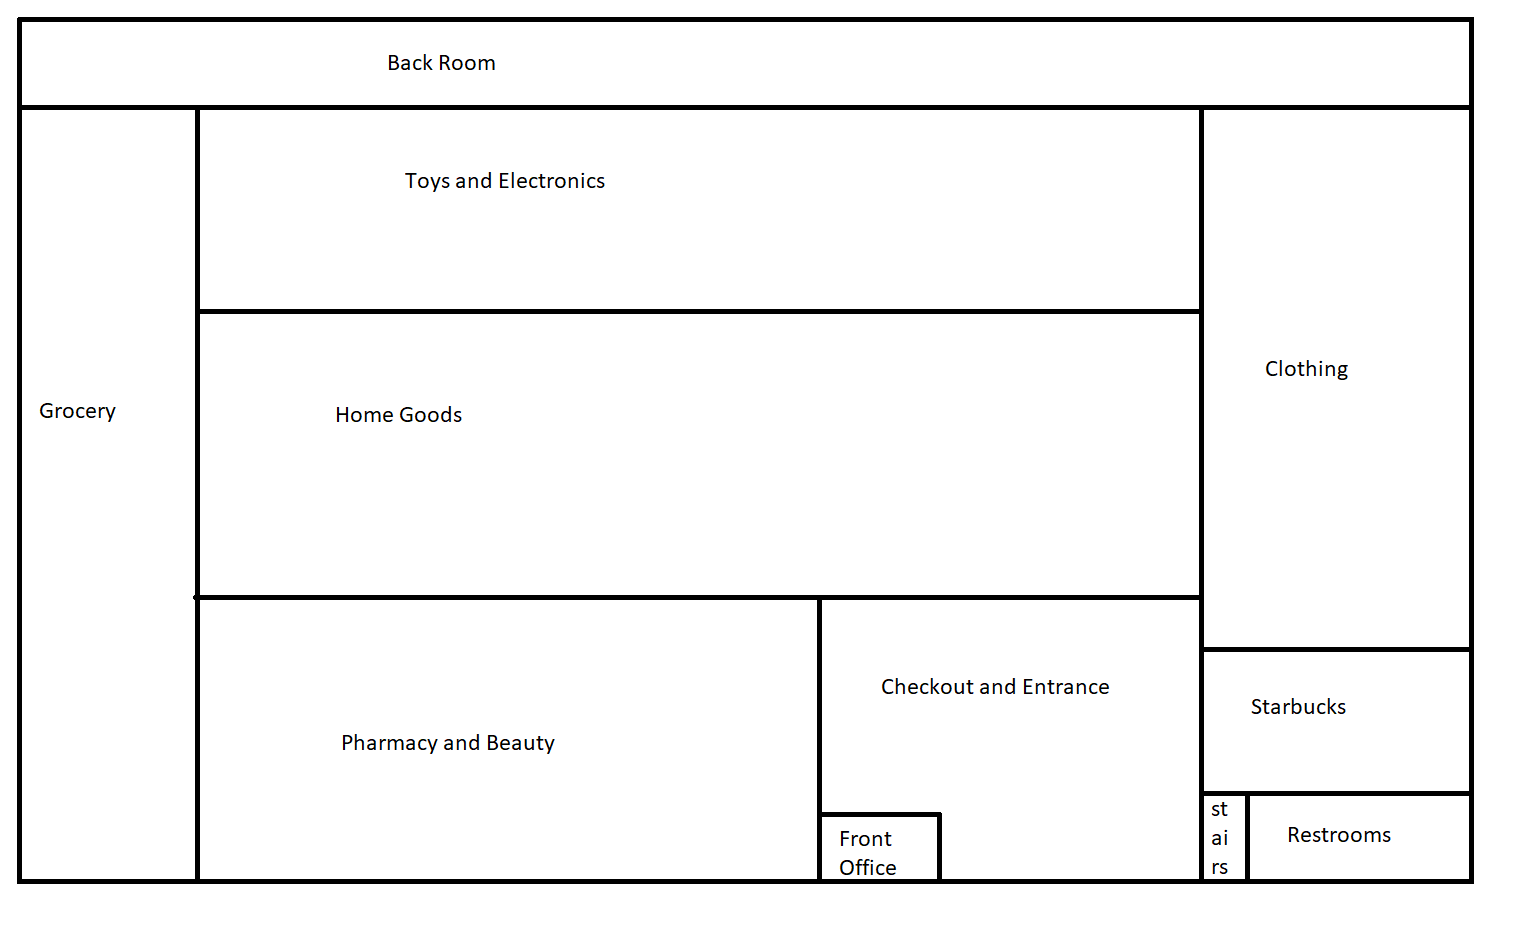 Back Room
Toys and Electronics
Clothing
Grocery
Home Goods
Checkout and Entrance
Starbucks
Pharmacy and Beauty
Front
Office
st
ai
rs
Restrooms